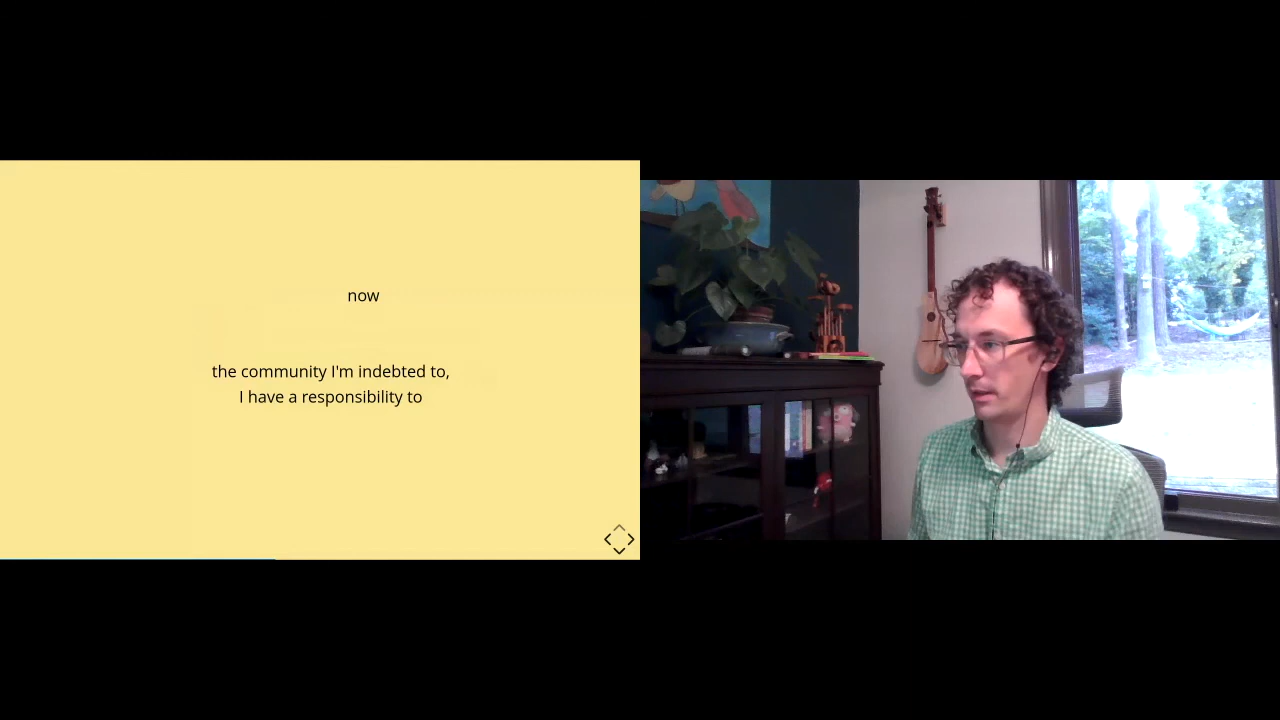 now
the community I'm indebted to,
I have a responsibility to